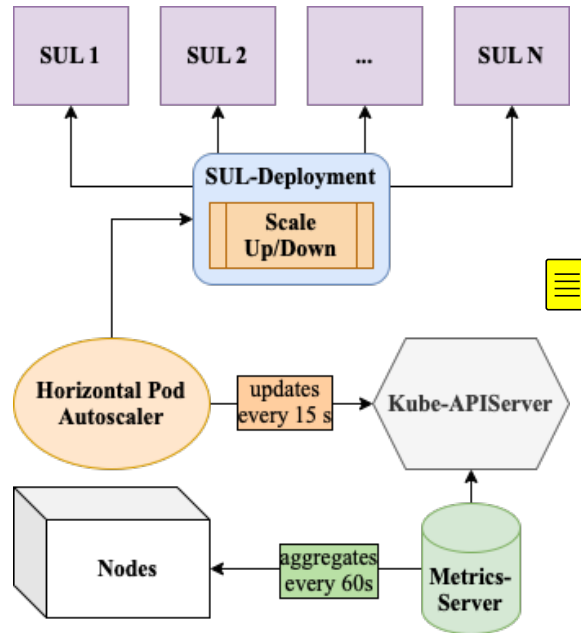 SUL 1
SUL 2
...
SUL N
SUL-Deployment
Scale
Up/Down
Horizontal Pod
Autoscaler
updates
every 15 s
Kube-APIServer
Nodes
aggregates
every 60s
Metrics-
Server